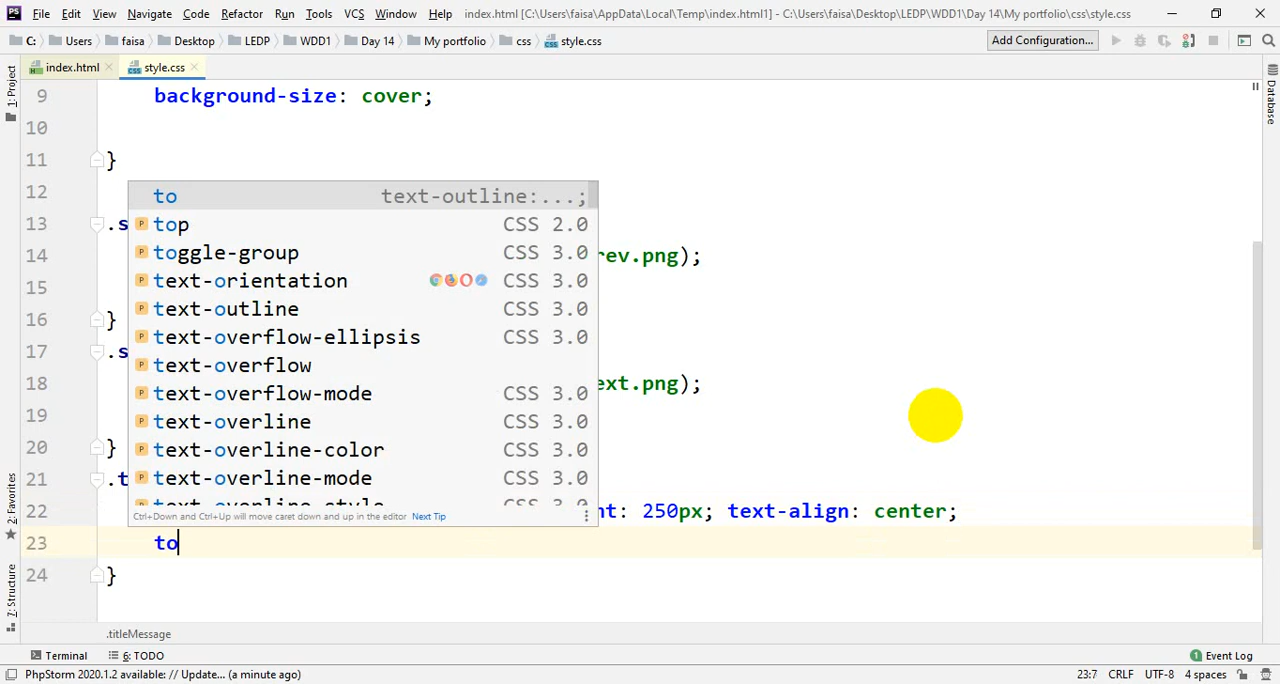 File Edit View Navigate Code Refactor Run Tools VCS Window Help index.html [C:\Users\faisa\AppData\Local\Temp\index.html1] - C:\Users\faisa\Desktop\LEDP\WDD1\Day 14\My portfolio\css\style.css
C: Users faisa Desktop LEDP WDD1 Day 14 My portfolio css style.css Add Configuration...
index.html style.css
1: Project
Database
9 background-size: cover;
10
11 }
12
13 .s
14 rev.png);
15
16 }
17 .s
18 ext.png);
19
20 }
21 .t
22 nt: 250px; text-align: center;
23 to
24 }
to text-outline:...;
top CSS 2.0
toggle-group CSS 3.0
text-orientation CSS 3.0
text-outline CSS 3.0
text-overflow-ellipsis CSS 3.0
text-overflow
text-overflow-mode CSS 3.0
text-overline
text-overline-color CSS 3.0
text-overline-mode CSS 3.0
text-overline-style CSS 3.0
Ctrl+Down and Ctrl+Up will move caret down and up in the editor Next Tip
2: Favorites
7: Structure
.titleMessage
Terminal 6: TODO 1 Event Log
PhpStorm 2020.1.2 available: // Update... (a minute ago) 23:7 CRLF UTF-8 4 spaces